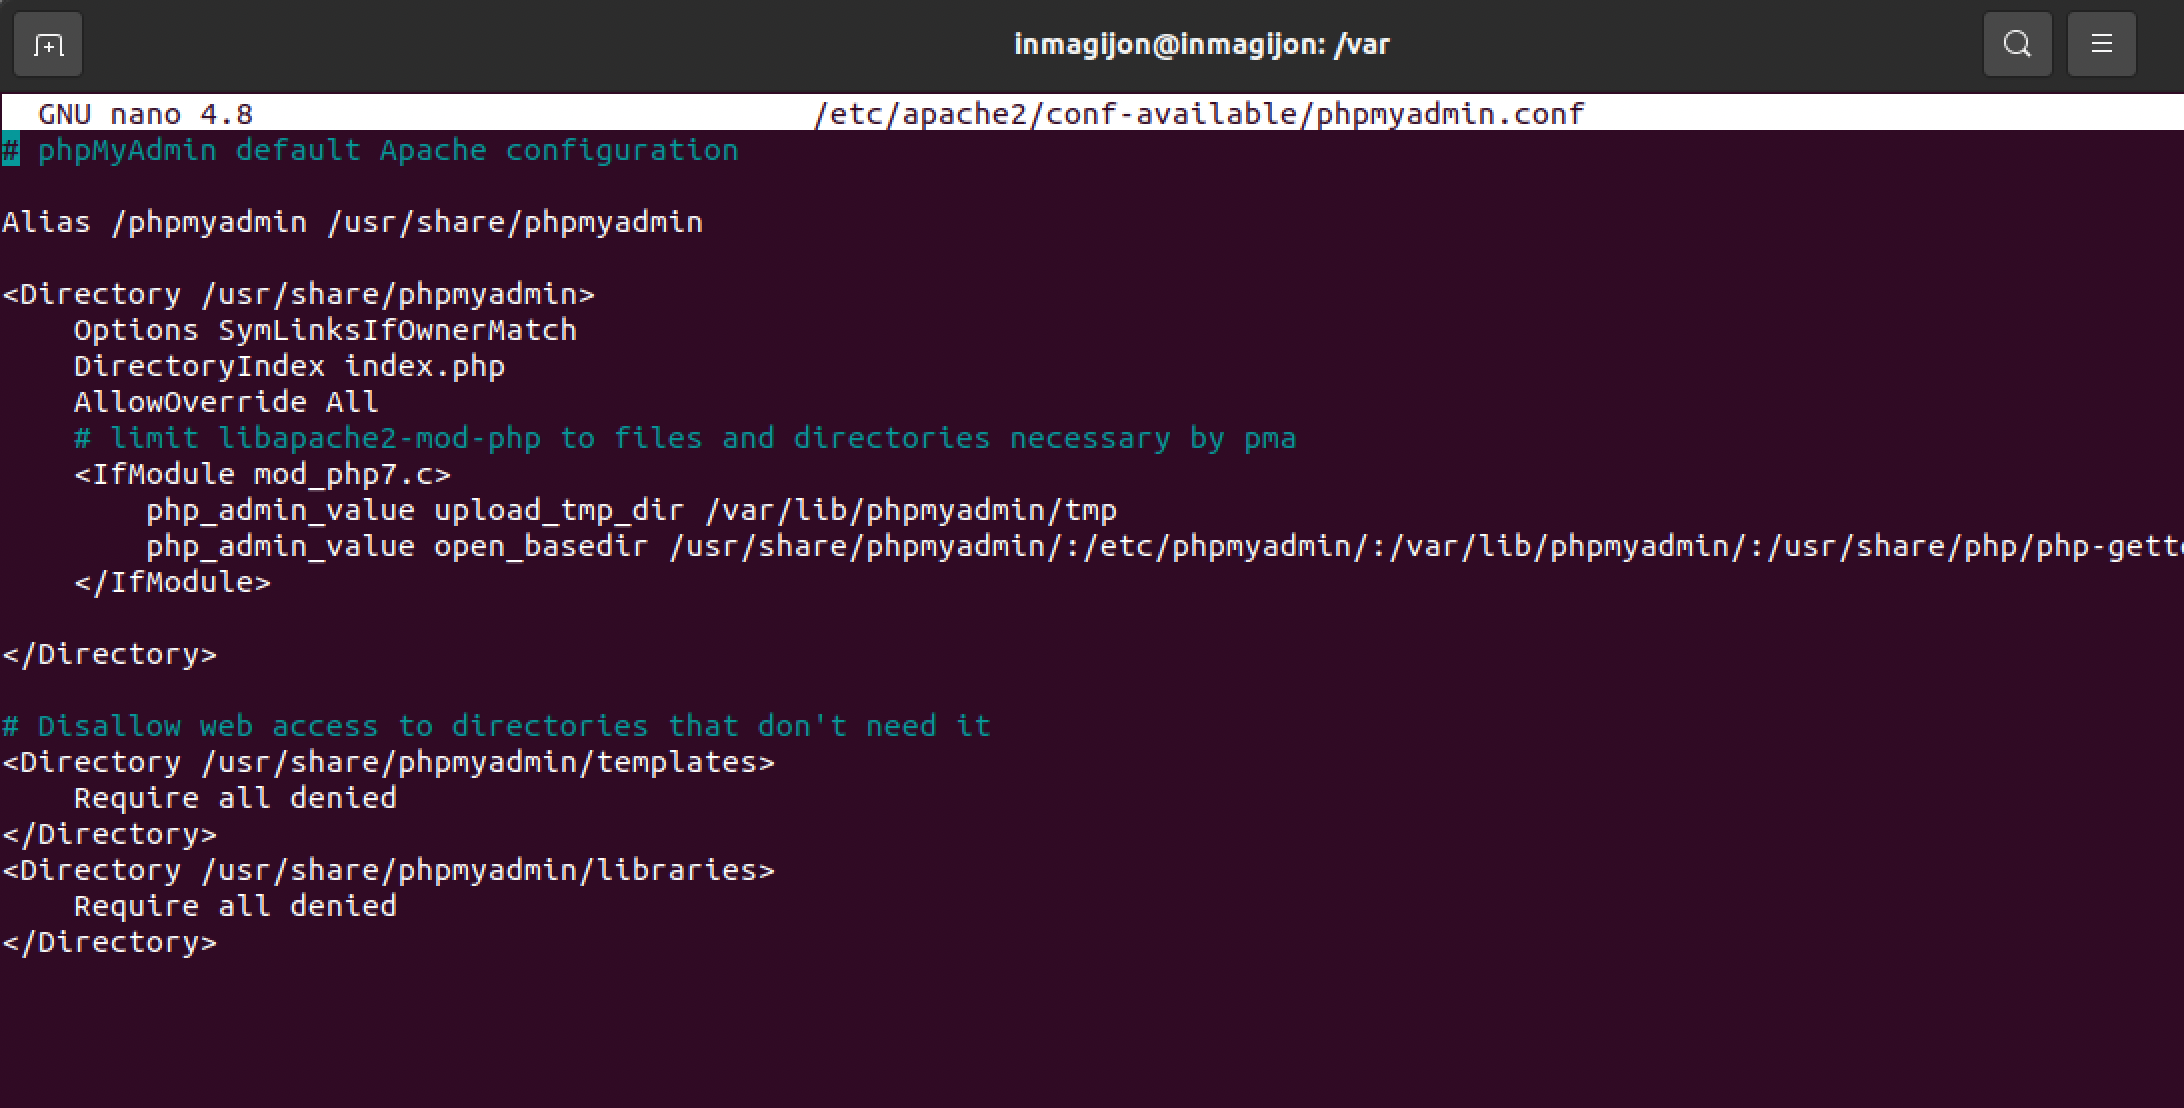 inmagijon@inmagijon: /var
GNU nano 4.8 /etc/apache2/conf-available/phpmyadmin.conf
# phpMyAdmin default Apache configuration
Alias /phpmyadmin /usr/share/phpmyadmin
<Directory /usr/share/phpmyadmin>
Options SymLinksIfOwnerMatch
DirectoryIndex index.php
AllowOverride All
# limit libapache2-mod-php to files and directories necessary by pma
<IfModule mod_php7.c>
php_admin_value upload_tmp_dir /var/lib/phpmyadmin/tmp
php_admin_value open_basedir /usr/share/phpmyadmin/:/etc/phpmyadmin/:/var/lib/phpmyadmin/:/usr/share/php/php-gett
</IfModule>
</Directory>
# Disallow web access to directories that don't need it
<Directory /usr/share/phpmyadmin/templates>
Require all denied
</Directory>
<Directory /usr/share/phpmyadmin/libraries>
Require all denied
</Directory>